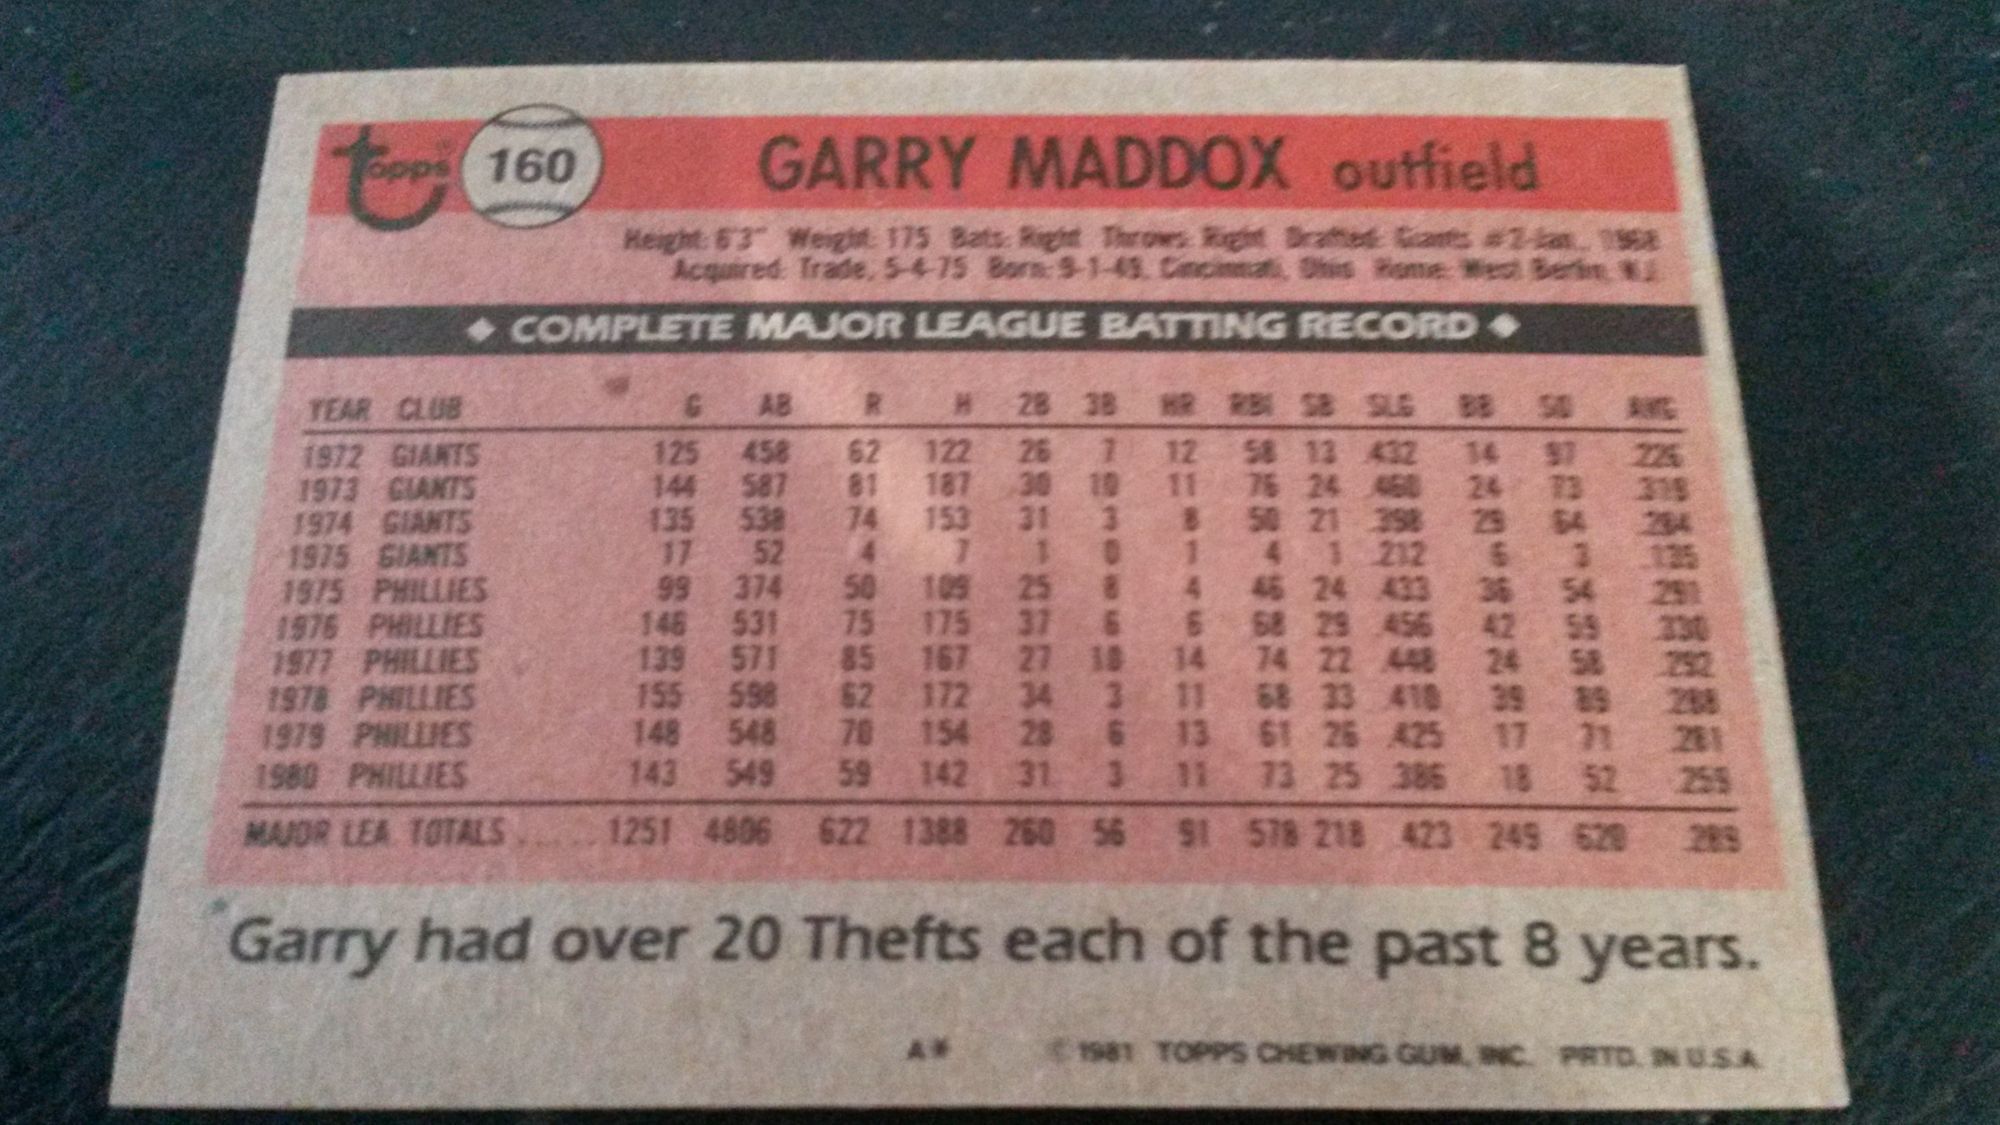 topps 160 GARRY MADDOX outfield
Height: 6'3" Weight: 175 Bats: Right Throws: Right Drafted: Giants #2-Jan., 1968
Acquired: Trade, 5-4-75 Born: 9-1-49, Cincinnati, Ohio Home: West Berlin, N.J.
◆ COMPLETE MAJOR LEAGUE BATTING RECORD ◆
YEAR CLUB G AB R H 2B 3B HR RBI SB SLG BB SO AVG
1972 GIANTS 125 458 62 122 26 7 12 58 13 .432 14 97 .226
1973 GIANTS 144 587 81 187 30 10 11 76 24 .460 24 73 .319
1974 GIANTS 135 538 74 153 31 3 8 50 21 .398 29 64 .284
1975 GIANTS 17 52 4 7 1 0 1 4 1 .212 6 3 .135
1975 PHILLIES 99 374 50 109 25 8 4 46 24 .433 36 54 .291
1976 PHILLIES 146 531 75 175 37 6 6 68 29 .456 42 59 .330
1977 PHILLIES 139 571 85 167 27 10 14 74 22 .448 24 58 .292
1978 PHILLIES 155 598 62 172 34 3 11 68 33 .410 39 89 .288
1979 PHILLIES 148 548 70 154 28 6 13 61 26 .425 17 71 .281
1980 PHILLIES 143 549 59 142 31 3 11 73 25 .386 18 52 .259
MAJOR LEA. TOTALS ...... 1251 4806 622 1388 260 56 91 578 218 .423 249 620 .289
Garry had over 20 Thefts each of the past 8 years.
A* © 1981 TOPPS CHEWING GUM, INC. PRTD. IN U.S.A.